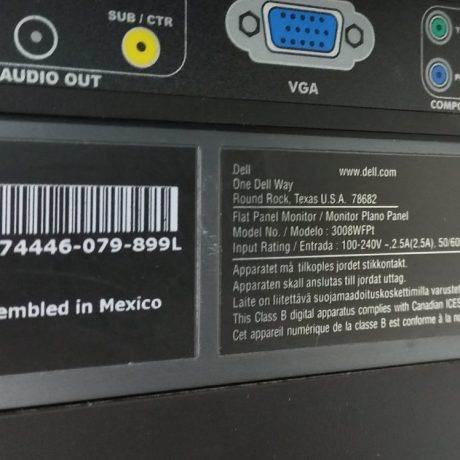 SUB / CTR
AUDIO OUT
VGA
COMPO
74446-079-899L
embled in Mexico
Dell www.dell.com
One Dell Way
Round Rock, Texas U.S.A. 78682
Flat Panel Monitor / Monitor Plano Panel
Model No. / Modelo : 3008WFPt
Input Rating / Entrada : 100-240V ~.2.5A(2.5A), 50/60
Apparatet må tilkoples jordet stikkontakt.
Apparaten skall anslutas till jordat uttag.
Laite on liitettävä suojamaadoituskoskettimilla varustet
This Class B digital apparatus complies with Canadian ICES
Cet appareil numérique de la classe B est conforme à la no